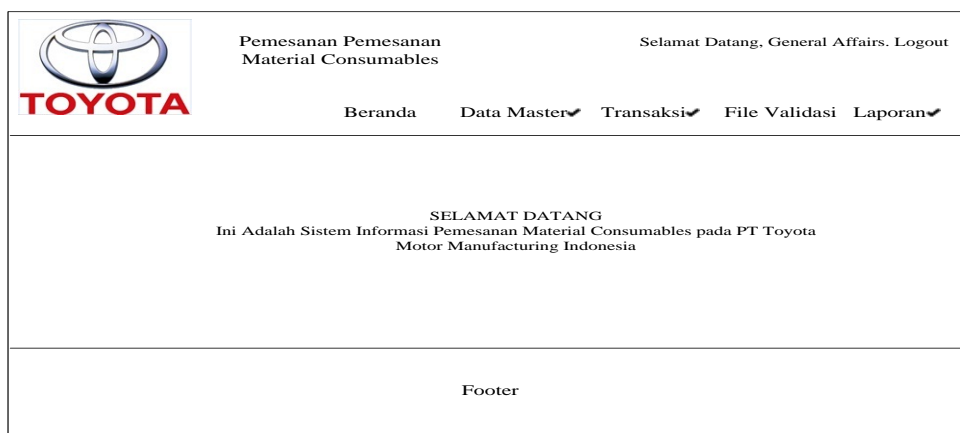 Pemesanan Pemesanan
Material Consumables
Selamat Datang, General Affairs. Logout
TOYOTA
Beranda Data Master Transaksi File Validasi Laporan
SELAMAT DATANG
Ini Adalah Sistem Informasi Pemesanan Material Consumables pada PT Toyota
Motor Manufacturing Indonesia
Footer